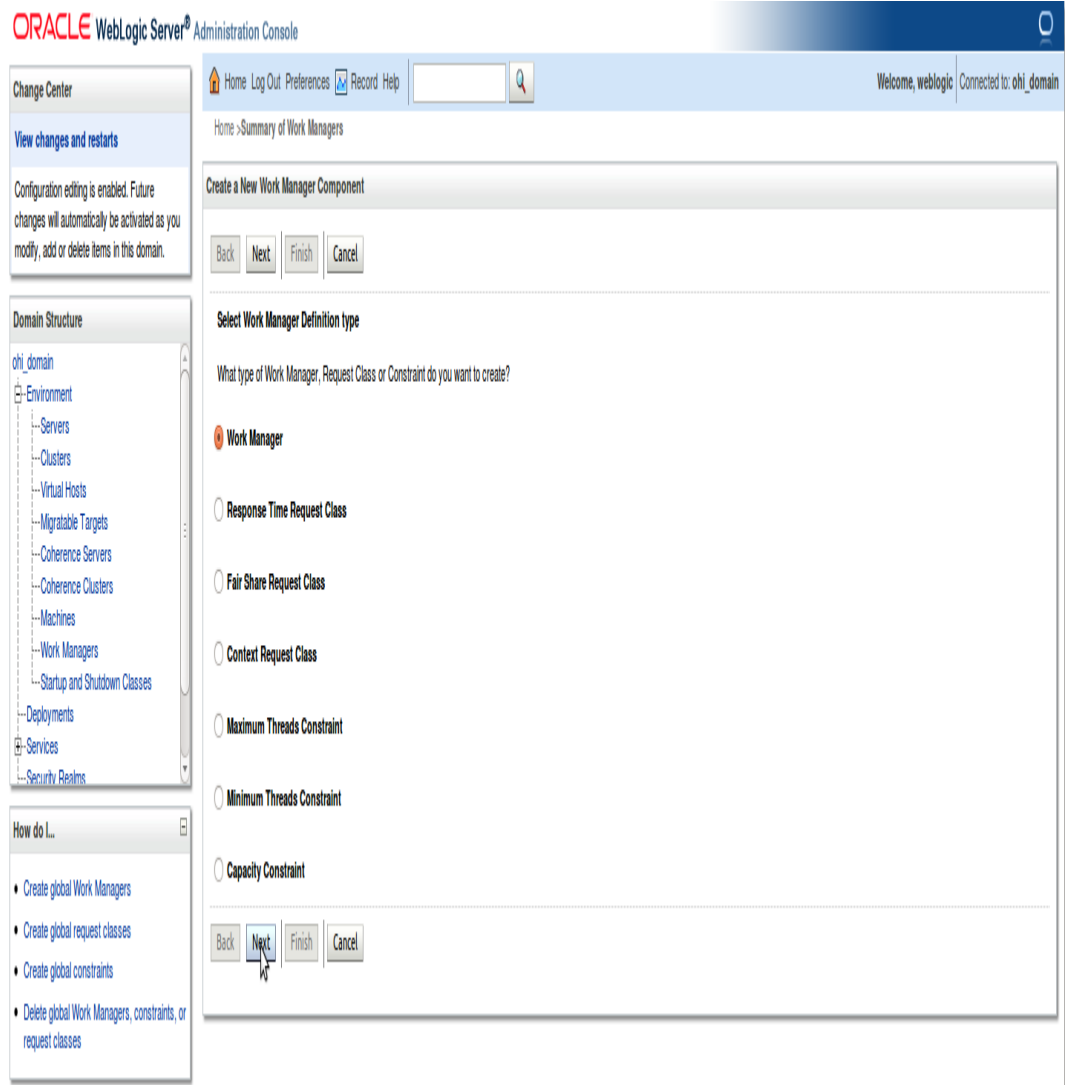 ORACLE WebLogic Server® Administration Console
Change Center
View changes and restarts
Configuration editing is enabled. Future
changes will automatically be activated as you
modify, add or delete items in this domain.
Domain Structure
ohi_domain
Environment
Servers
Clusters
Virtual Hosts
Migratable Targets
Coherence Servers
Coherence Clusters
Machines
Work Managers
Startup and Shutdown Classes
Deployments
Services
Security Realms
How do I...
Create global Work Managers
Create global request classes
Create global constraints
Delete global Work Managers, constraints, or
request classes
Home Log Out Preferences Record Help
Welcome, weblogic Connected to: ohi_domain
Home >Summary of Work Managers
Create a New Work Manager Component
Back Next Finish Cancel
Select Work Manager Definition type
What type of Work Manager, Request Class or Constraint do you want to create?
Work Manager
Response Time Request Class
Fair Share Request Class
Context Request Class
Maximum Threads Constraint
Minimum Threads Constraint
Capacity Constraint
Back Next Finish Cancel